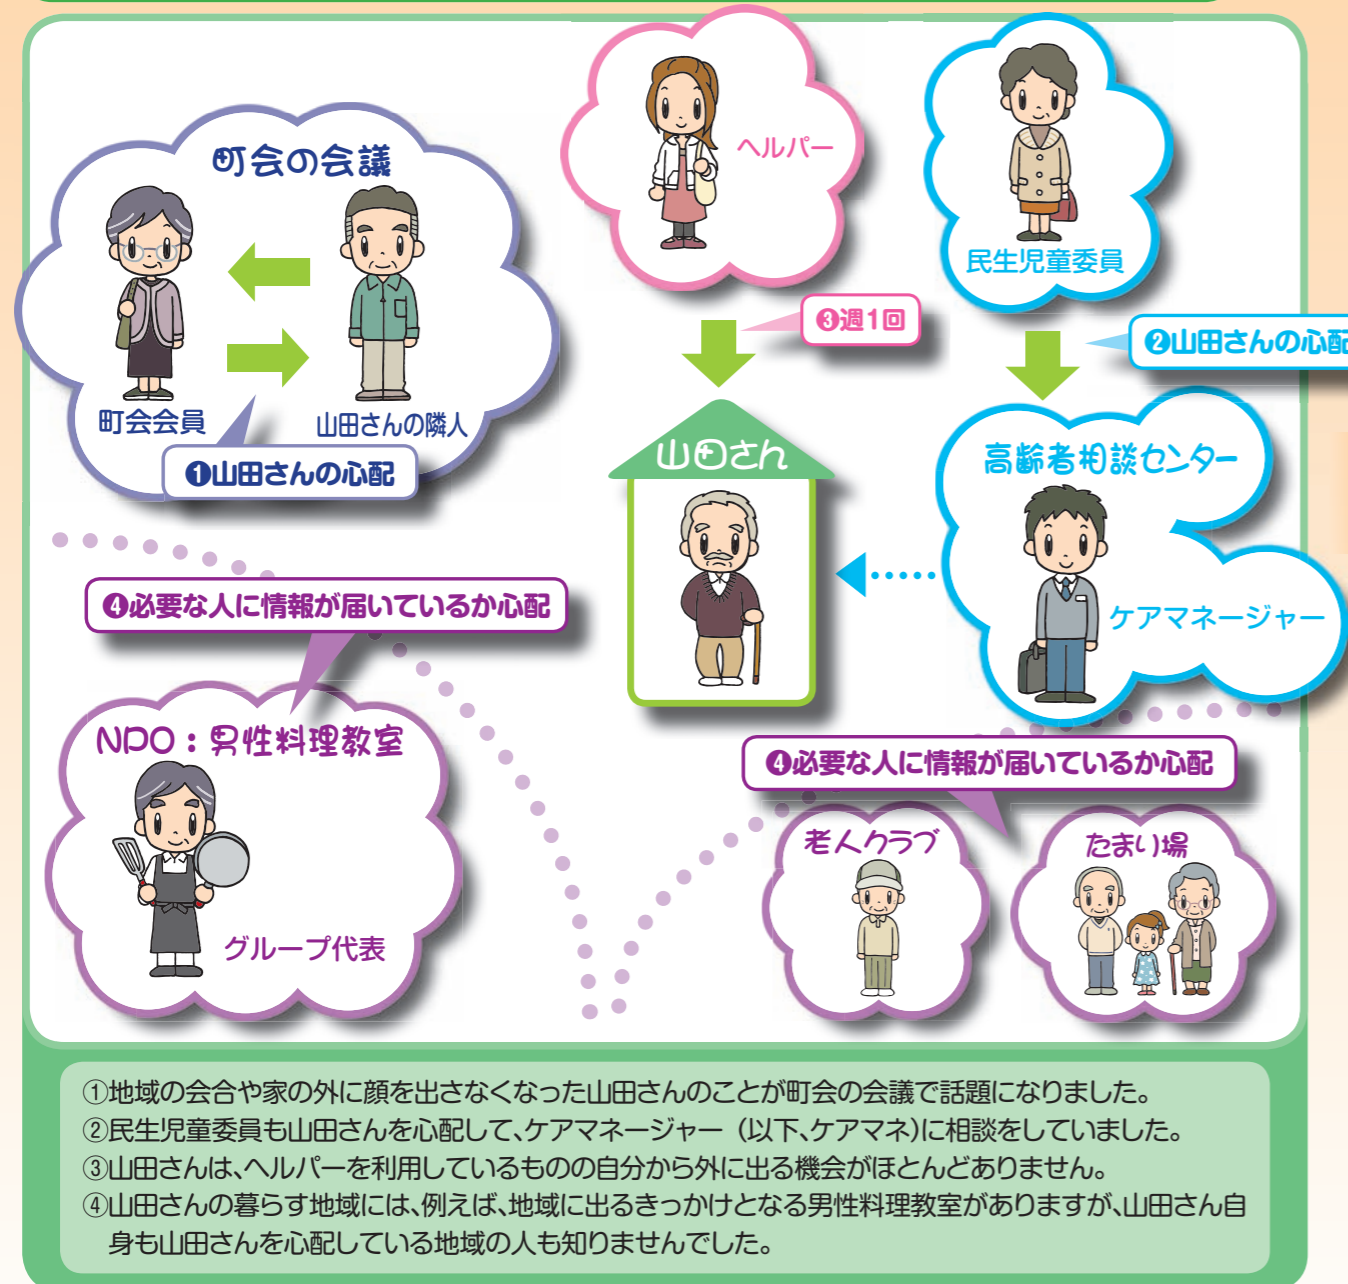 町会の会議
町会会員
山田さんの隣人
❶山田さんの心配
ヘルパー
❸週1回
民生児童委員
❷山田さんの心配
山田さん
高齢者相談センター
ケアマネージャー
❹必要な人に情報が届いているか心配
NPO：男性料理教室
グループ代表
❹必要な人に情報が届いているか心配
老人クラブ
たまり場
①地域の会合や家の外に顔を出さなくなった山田さんのことが町会の会議で話題になりました。
②民生児童委員も山田さんを心配して、ケアマネージャー（以下、ケアマネ）に相談をしていました。
③山田さんは、ヘルパーを利用しているものの自分から外に出る機会がほとんどありません。
④山田さんの暮らす地域には、例えば、地域に出るきっかけとなる男性料理教室がありますが、山田さん自
身も山田さんを心配している地域の人も知りませんでした。